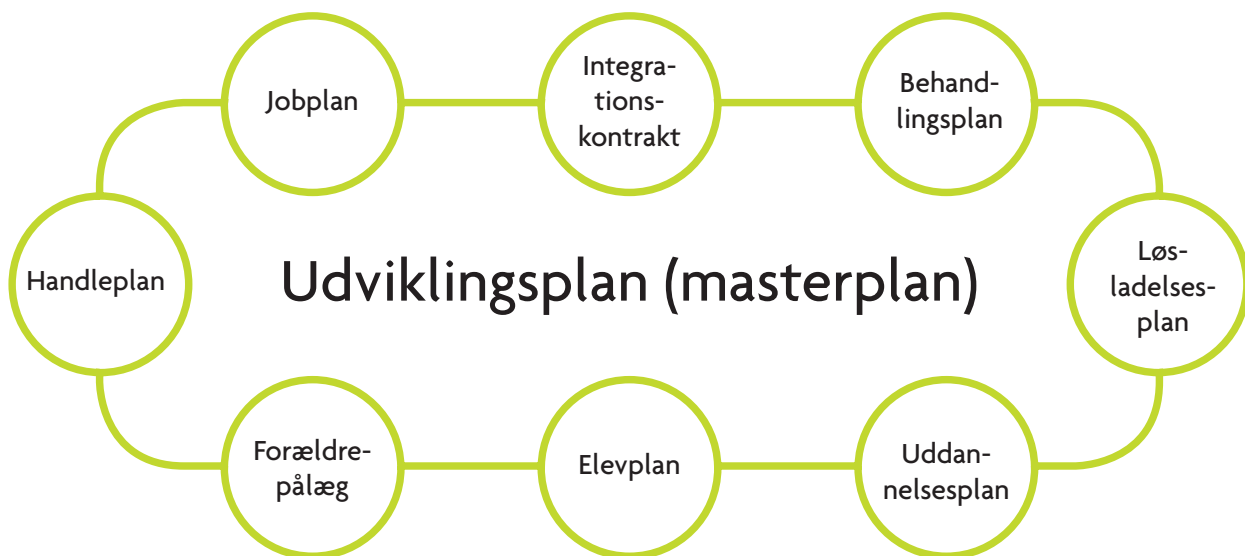 Jobplan
Integra-
tions-
kontrakt
Behand-
lingsplan
Handleplan
Udviklingsplan (masterplan)
Løs-
ladelses-
plan
Forældre-
pålæg
Elevplan
Uddan-
nelsesplan